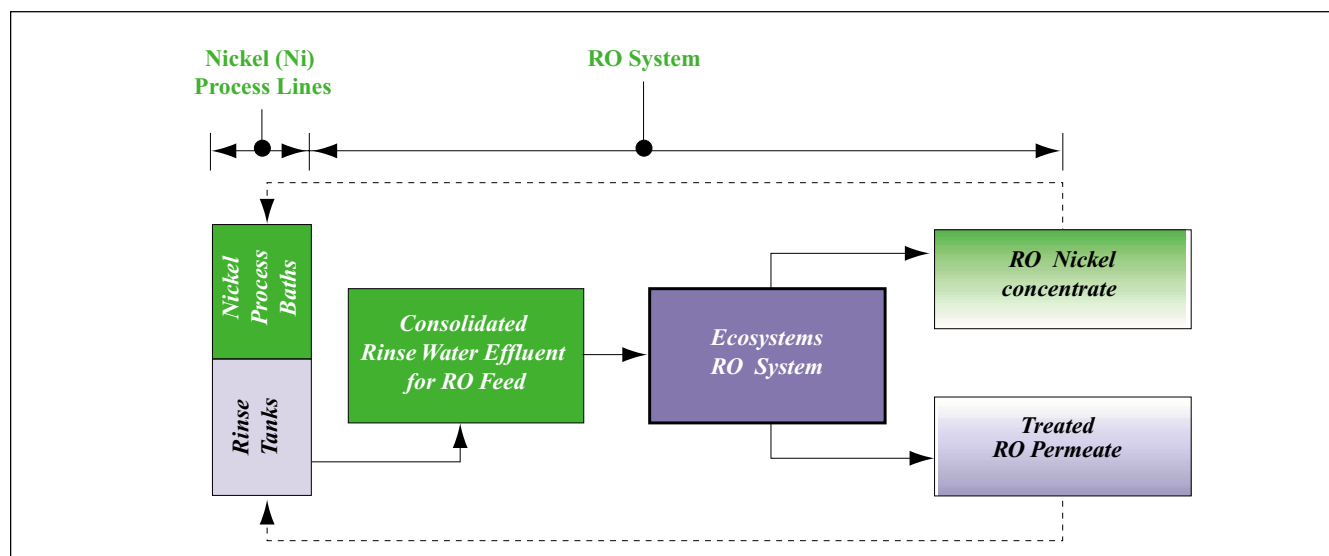 Nickel (Ni)
Process Lines
RO System
Nickel
Process
Baths
Rinse
Tanks
Consolidated
Rinse Water Effluent
for RO Feed
Ecosystems
RO System
RO Nickel
concentrate
Treated
RO Permeate